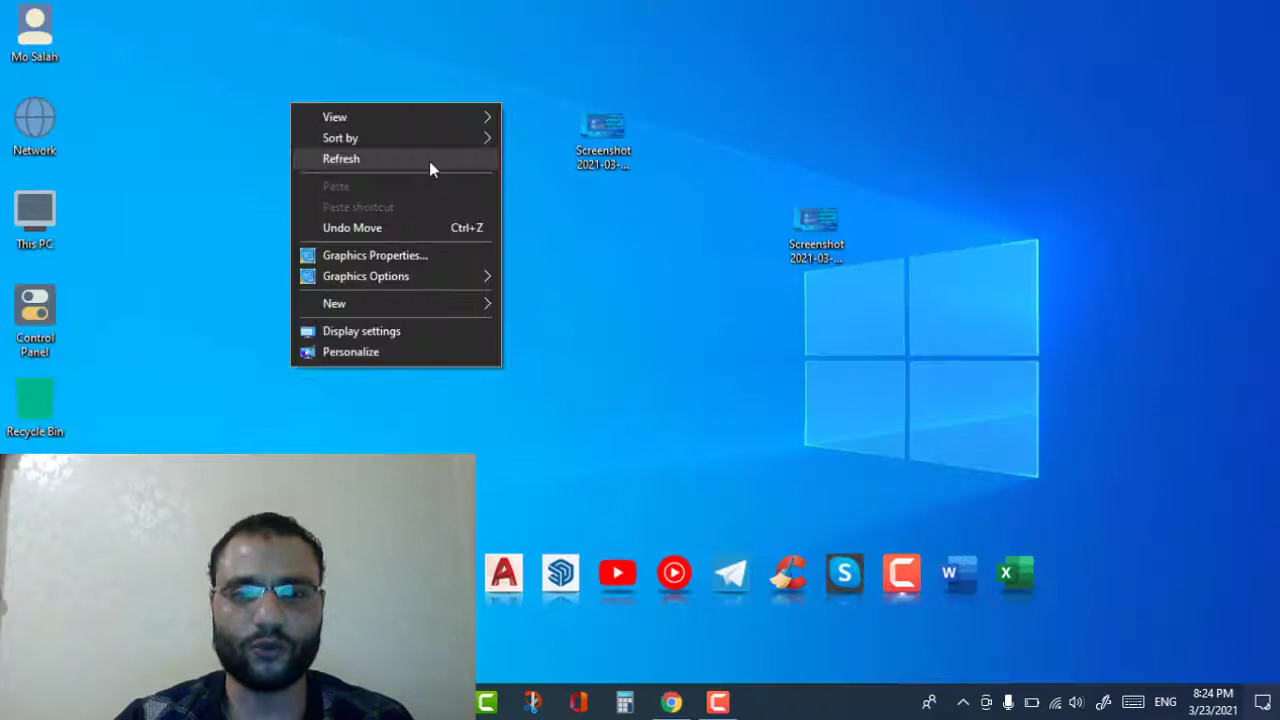 Mo Salah
Network
This PC
Control
Panel
Recycle Bin
View
Sort by
Refresh
Paste
Paste shortcut
Undo Move Ctrl+Z
Graphics Properties...
Graphics Options
New
Display settings
Personalize
Screenshot
2021-03-...
Screenshot
2021-03-...
ENG
8:24 PM
3/23/2021